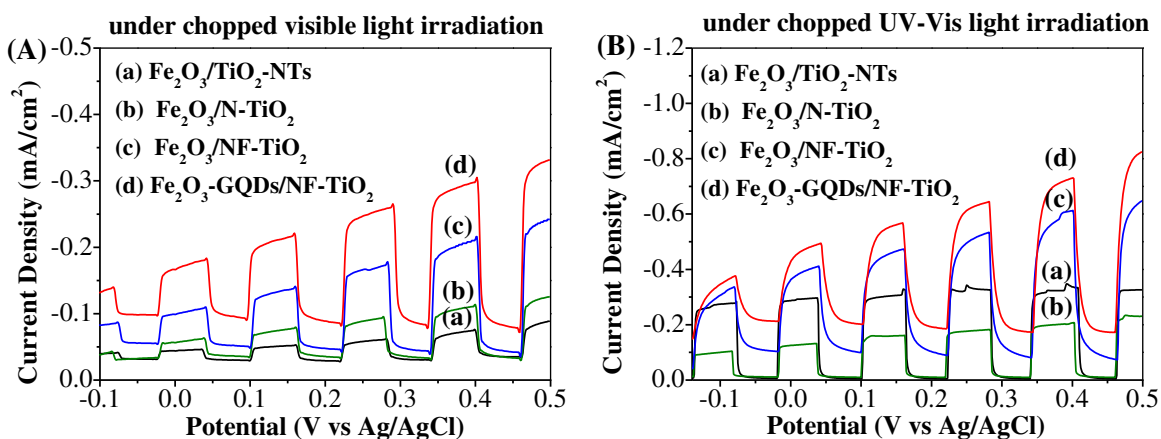 under chopped visible light irradiation
(A)
-0.5
-0.4
-0.3
-0.2
-0.1
0.0
Current Density (mA/cm²)
(a) Fe₂O₃/TiO₂-NTs
(b) Fe₂O₃/N-TiO₂
(c) Fe₂O₃/NF-TiO₂
(d) Fe₂O₃-GQDs/NF-TiO₂
(d)
(c)
(b)
(a)
-0.1 0.0 0.1 0.2 0.3 0.4 0.5
Potential (V vs Ag/AgCl)
under chopped UV-Vis light irradiation
(B)
-1.2
-1.0
-0.8
-0.6
-0.4
-0.2
0.0
Current Density (mA/cm²)
(a) Fe₂O₃/TiO₂-NTs
(b) Fe₂O₃/N-TiO₂
(c) Fe₂O₃/NF-TiO₂
(d) Fe₂O₃-GQDs/NF-TiO₂
(d)
(c)
(a)
(b)
-0.1 0.0 0.1 0.2 0.3 0.4 0.5
Potential (V vs Ag/AgCl)